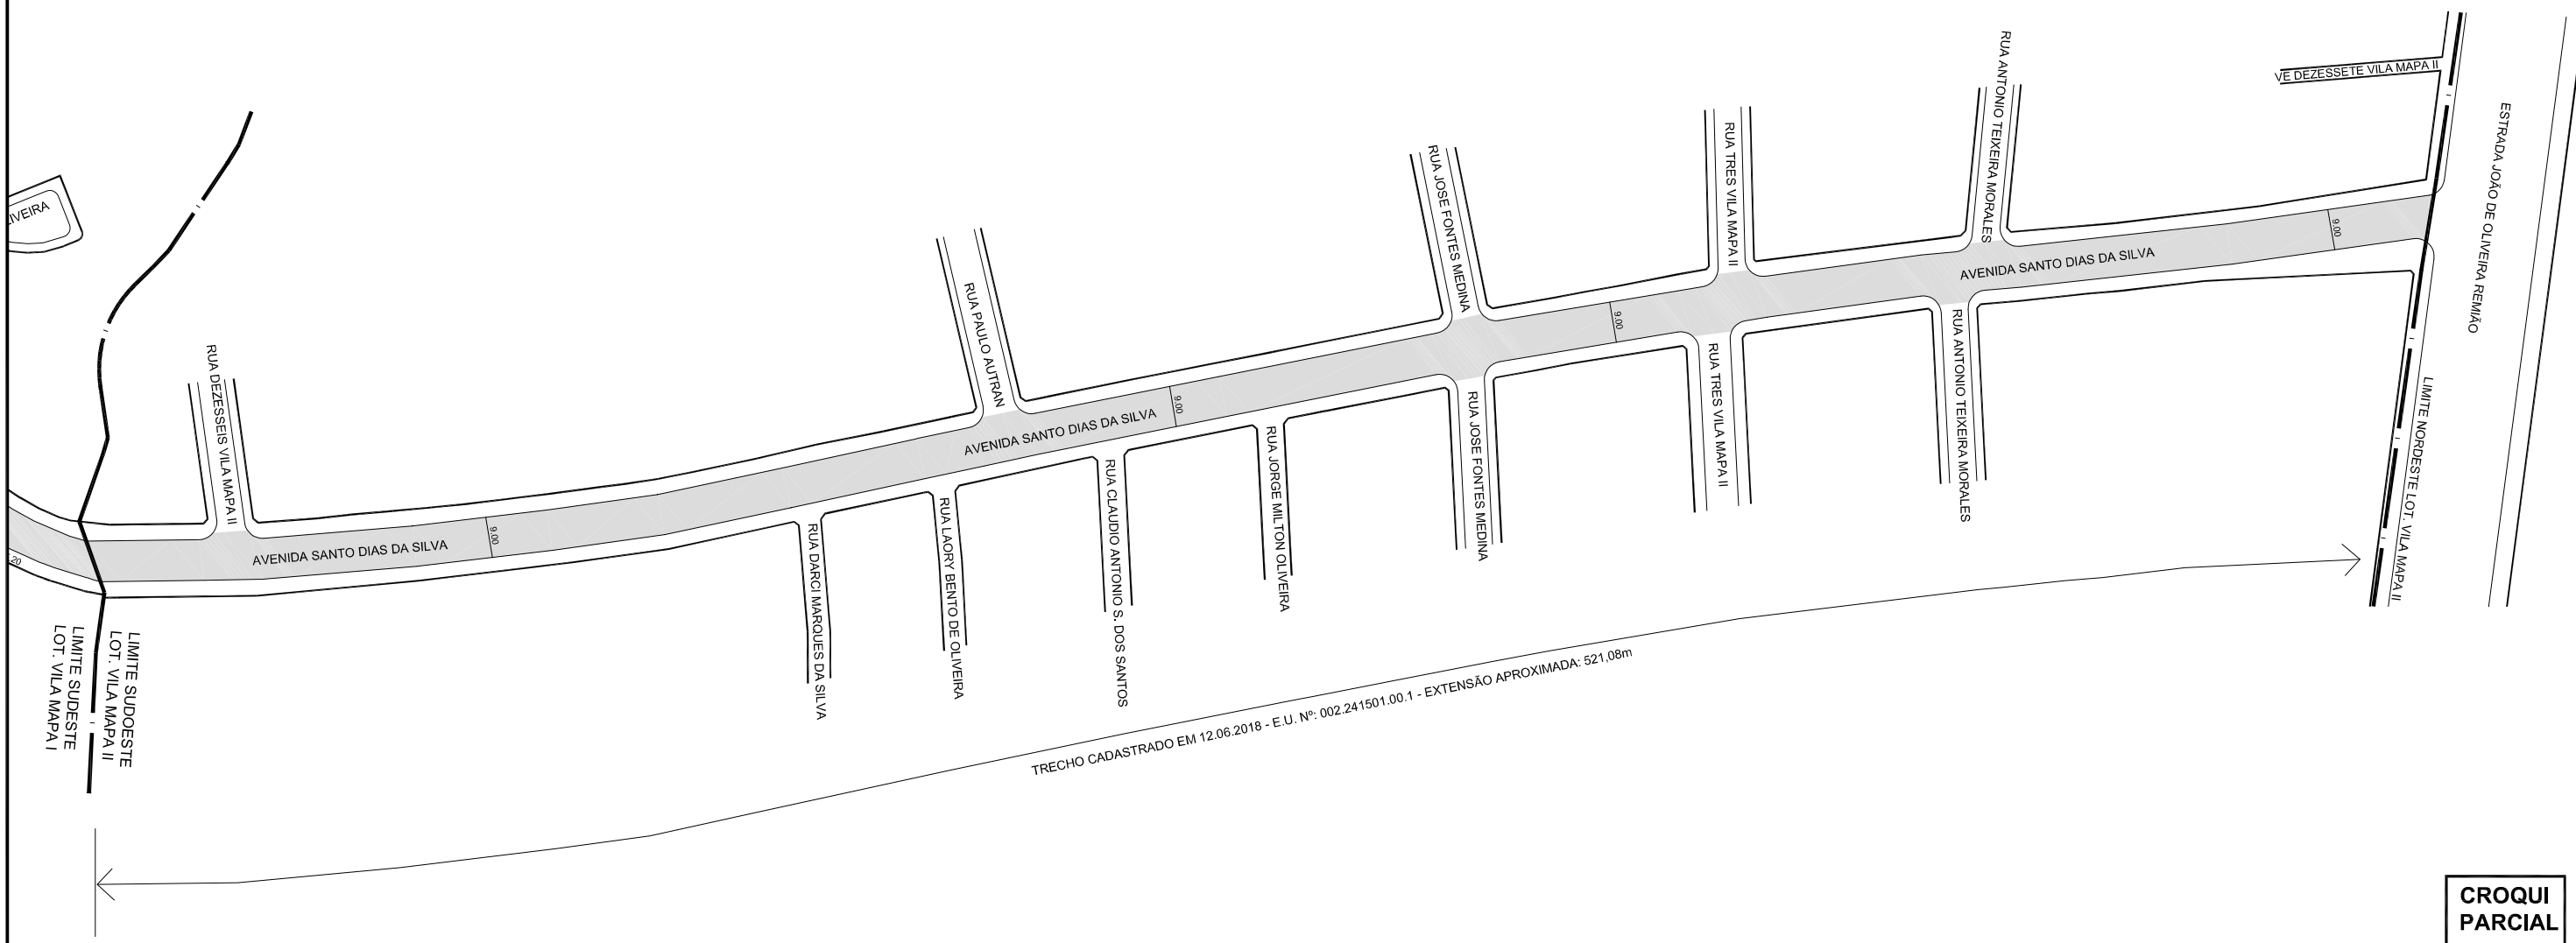 RUA ANTONIO TEIXEIRA MORALES
VE DEZESSETE VILA MAPA II
ESTRADA JOÃO DE OLIVEIRA REMIÃO
IVEIRA
RUA TRES VILA MAPA II
RUA JOSE FONTES MEDINA
RUA PAULO AUTRAN
RUA DEZESSEIS VILA MAPA II
9.00
AVENIDA SANTO DIAS DA SILVA
9.00
RUA ANTONIO TEIXEIRA MORALES
RUA TRES VILA MAPA II
RUA JOSE FONTES MEDINA
9.00
AVENIDA SANTO DIAS DA SILVA
RUA JORGE MILTON OLIVEIRA
RUA CLAUDIO ANTONIO S. DOS SANTOS
RUA LAORY BENTO DE OLIVEIRA
RUA DARCI MARQUES DA SILVA
9.00
AVENIDA SANTO DIAS DA SILVA
.20
LIMITE NORDESTE LOT. VILA MAPA II
LIMITE SUDESTE
LOT. VILA MAPA I
LIMITE SUDOESTE
LOT. VILA MAPA II
TRECHO CADASTRADO EM 12.06.2018 - E.U. Nº: 002.241501.00.1 - EXTENSÃO APROXIMADA: 521,08m
CROQUI
PARCIAL